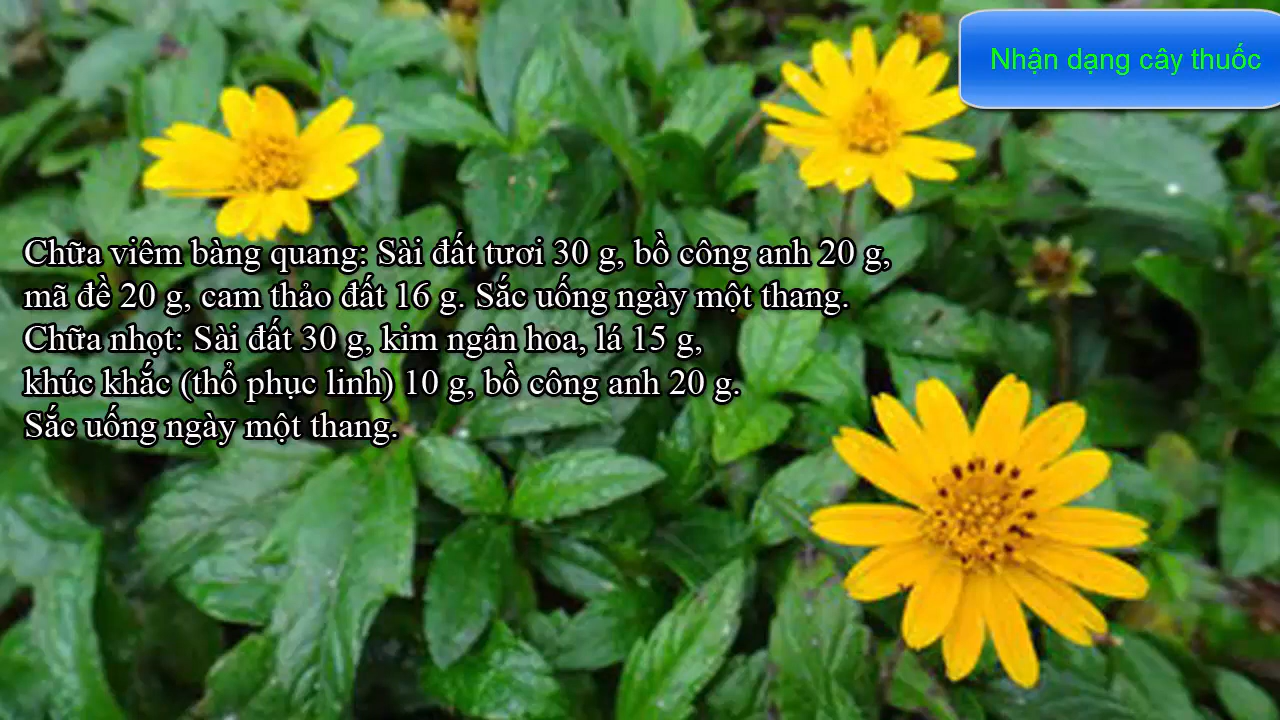 Nhận dạng cây thuốc
Chữa viêm bàng quang: Sài đất tươi 30 g, bồ công anh 20 g,
mã đề 20 g, cam thảo đất 16 g. Sắc uống ngày một thang.
Chữa nhọt: Sài đất 30 g, kim ngân hoa, lá 15 g,
khúc khắc (thổ phục linh) 10 g, bồ công anh 20 g.
Sắc uống ngày một thang.